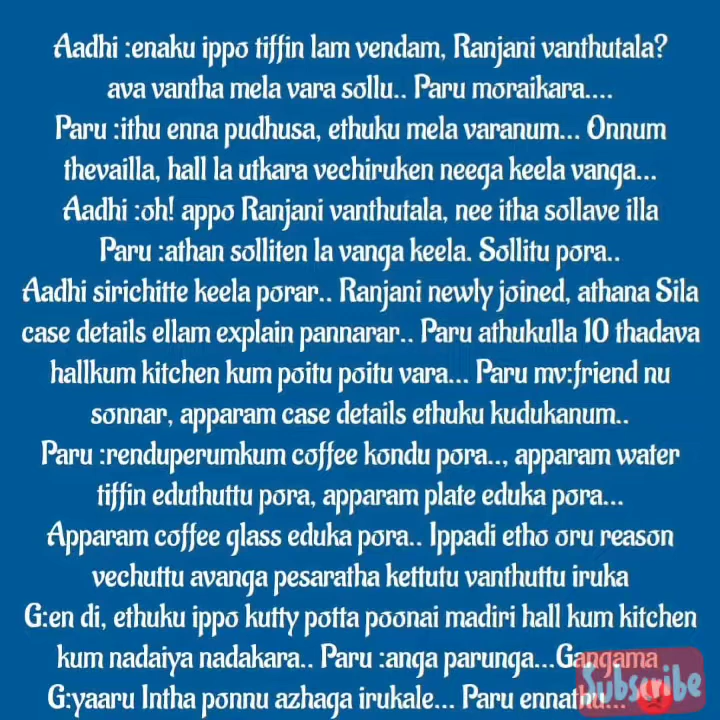 Aadhi :enaku ippo tiffin lam vendam, Ranjani vanthutala?
ava vantha mela vara sollu.. Paru moraikara....
Paru :ithu enna pudhusa, ethuku mela varanum... Onnum
thevailla, hall la utkara vechiruken neega keela vanga...
Aadhi :oh! appo Ranjani vanthutala, nee itha sollave illa
Paru :athan solliten la vanga keela. Sollitu pora..
Aadhi sirichitte keela porar.. Ranjani newly joined, athana Sila
case details ellam explain pannarar.. Paru athukulla 10 thadava
hallkum kitchen kum poitu poitu vara... Paru mv:friend nu
sonnar, apparam case details ethuku kudukanum..
Paru :renduperumkum coffee kondu pora.., apparam water
tiffin eduthuttu pora, apparam plate eduka pora...
Apparam coffee glass eduka pora.. Ippadi etho oru reason
vechuttu avanga pesaratha kettutu vanthuttu iruka
G:en di, ethuku ippo kutty potta poonai madiri hall kum kitchen
kum nadaiya nadakara.. Paru :anga parunga...Gangama
G:yaaru Intha ponnu azhaga irukale... Paru
Subscribe